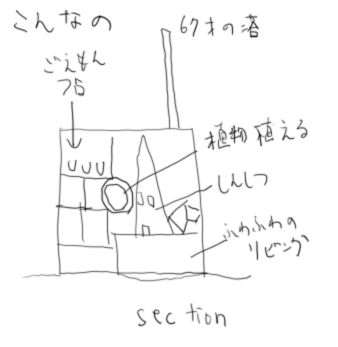 こんなの
ごえもん
フロ
67才の塔
植物植える
しんしつ
ふわふわの
リビング
section